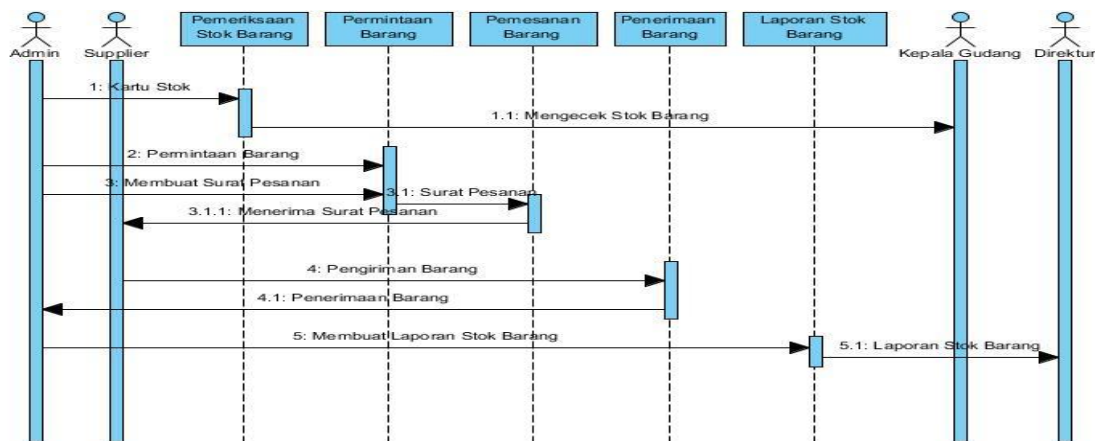 Pemeriksaan
Stok Barang
Permintaan
Barang
Pemesanan
Barang
Penerimaan
Barang
Laporan Stok
Barang
Admin
Supplier
Kepala Gudang
Direktur
1: Kartu Stok
1.1: Mengecek Stok Barang
2: Permintaan Barang
3: Membuat Surat Pesanan
3.1: Surat Pesanan
3.1.1: Menerima Surat Pesanan
4: Pengiriman Barang
4.1: Penerimaan Barang
5: Membuat Laporan Stok Barang
5.1: Laporan Stok Barang